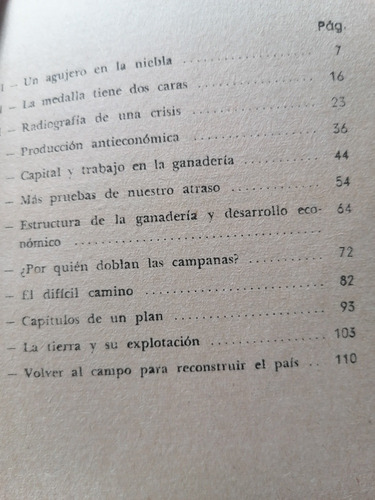 Pág.
— Un agujero en la niebla .................. 7
— La medalla tiene dos caras .............. 16
— Radiografía de una crisis ................ 23
— Producción antieconómica ................ 36
— Capital y trabajo en la ganadería ........ 44
— Más pruebas de nuestro atraso ........... 54
— Estructura de la ganadería y desarrollo eco-
nómico ........................ 64
— ¿Por quién doblan las campanas? ......... 72
— El difícil camino ........................ 82
— Capítulos de un plan .................... 93
— La tierra y su explotación ............... 103
— Volver al campo para reconstruir el país .. 110